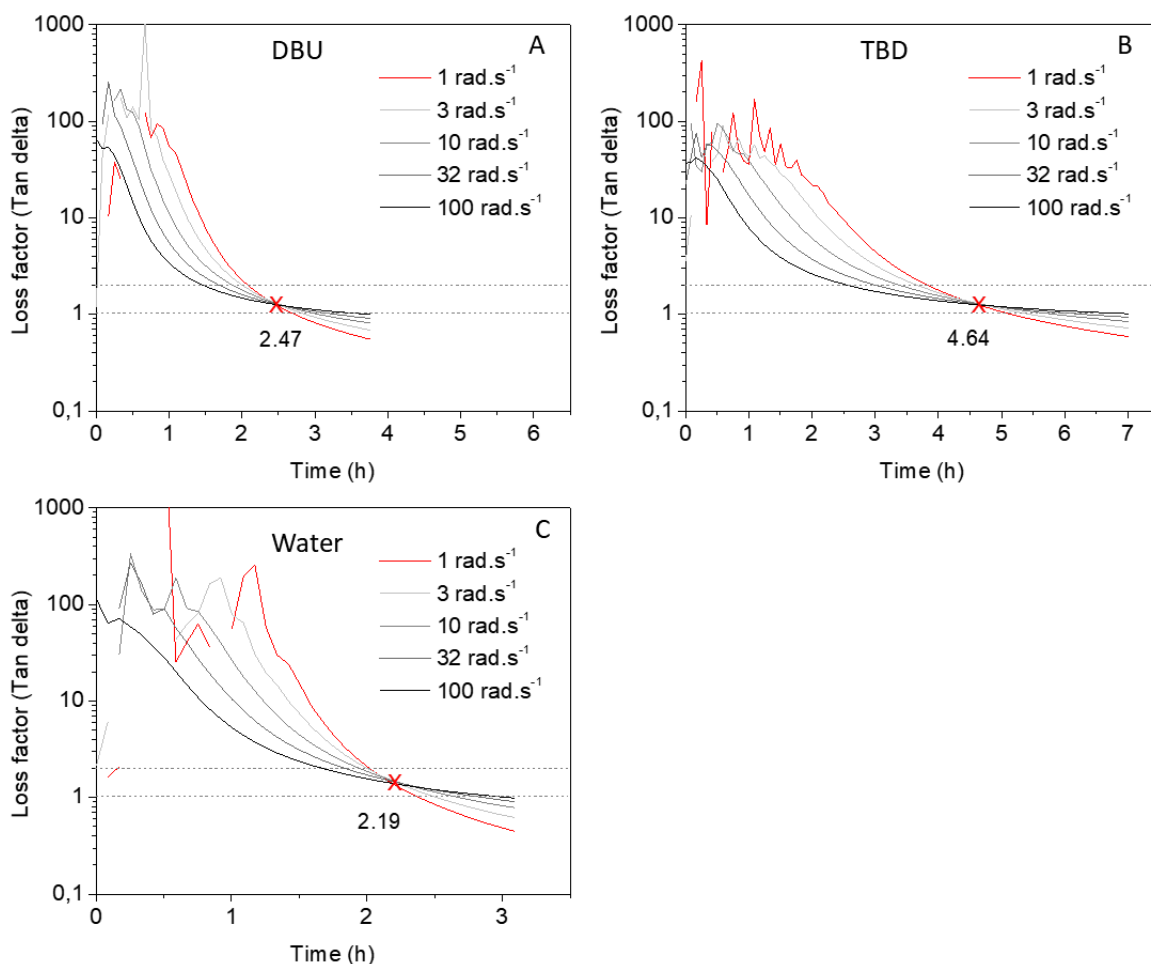 DBU
A
1000
100
10
1
0,1
Loss factor (Tan delta)
1 rad.s⁻¹
3 rad.s⁻¹
10 rad.s⁻¹
32 rad.s⁻¹
100 rad.s⁻¹
2.47
0 1 2 3 4 5 6
Time (h)
TBD
B
1000
100
10
1
0,1
Loss factor (Tan delta)
1 rad.s⁻¹
3 rad.s⁻¹
10 rad.s⁻¹
32 rad.s⁻¹
100 rad.s⁻¹
4.64
0 1 2 3 4 5 6 7
Time (h)
Water
C
1000
100
10
1
0,1
Loss factor (Tan delta)
1 rad.s⁻¹
3 rad.s⁻¹
10 rad.s⁻¹
32 rad.s⁻¹
100 rad.s⁻¹
2.19
0 1 2 3
Time (h)